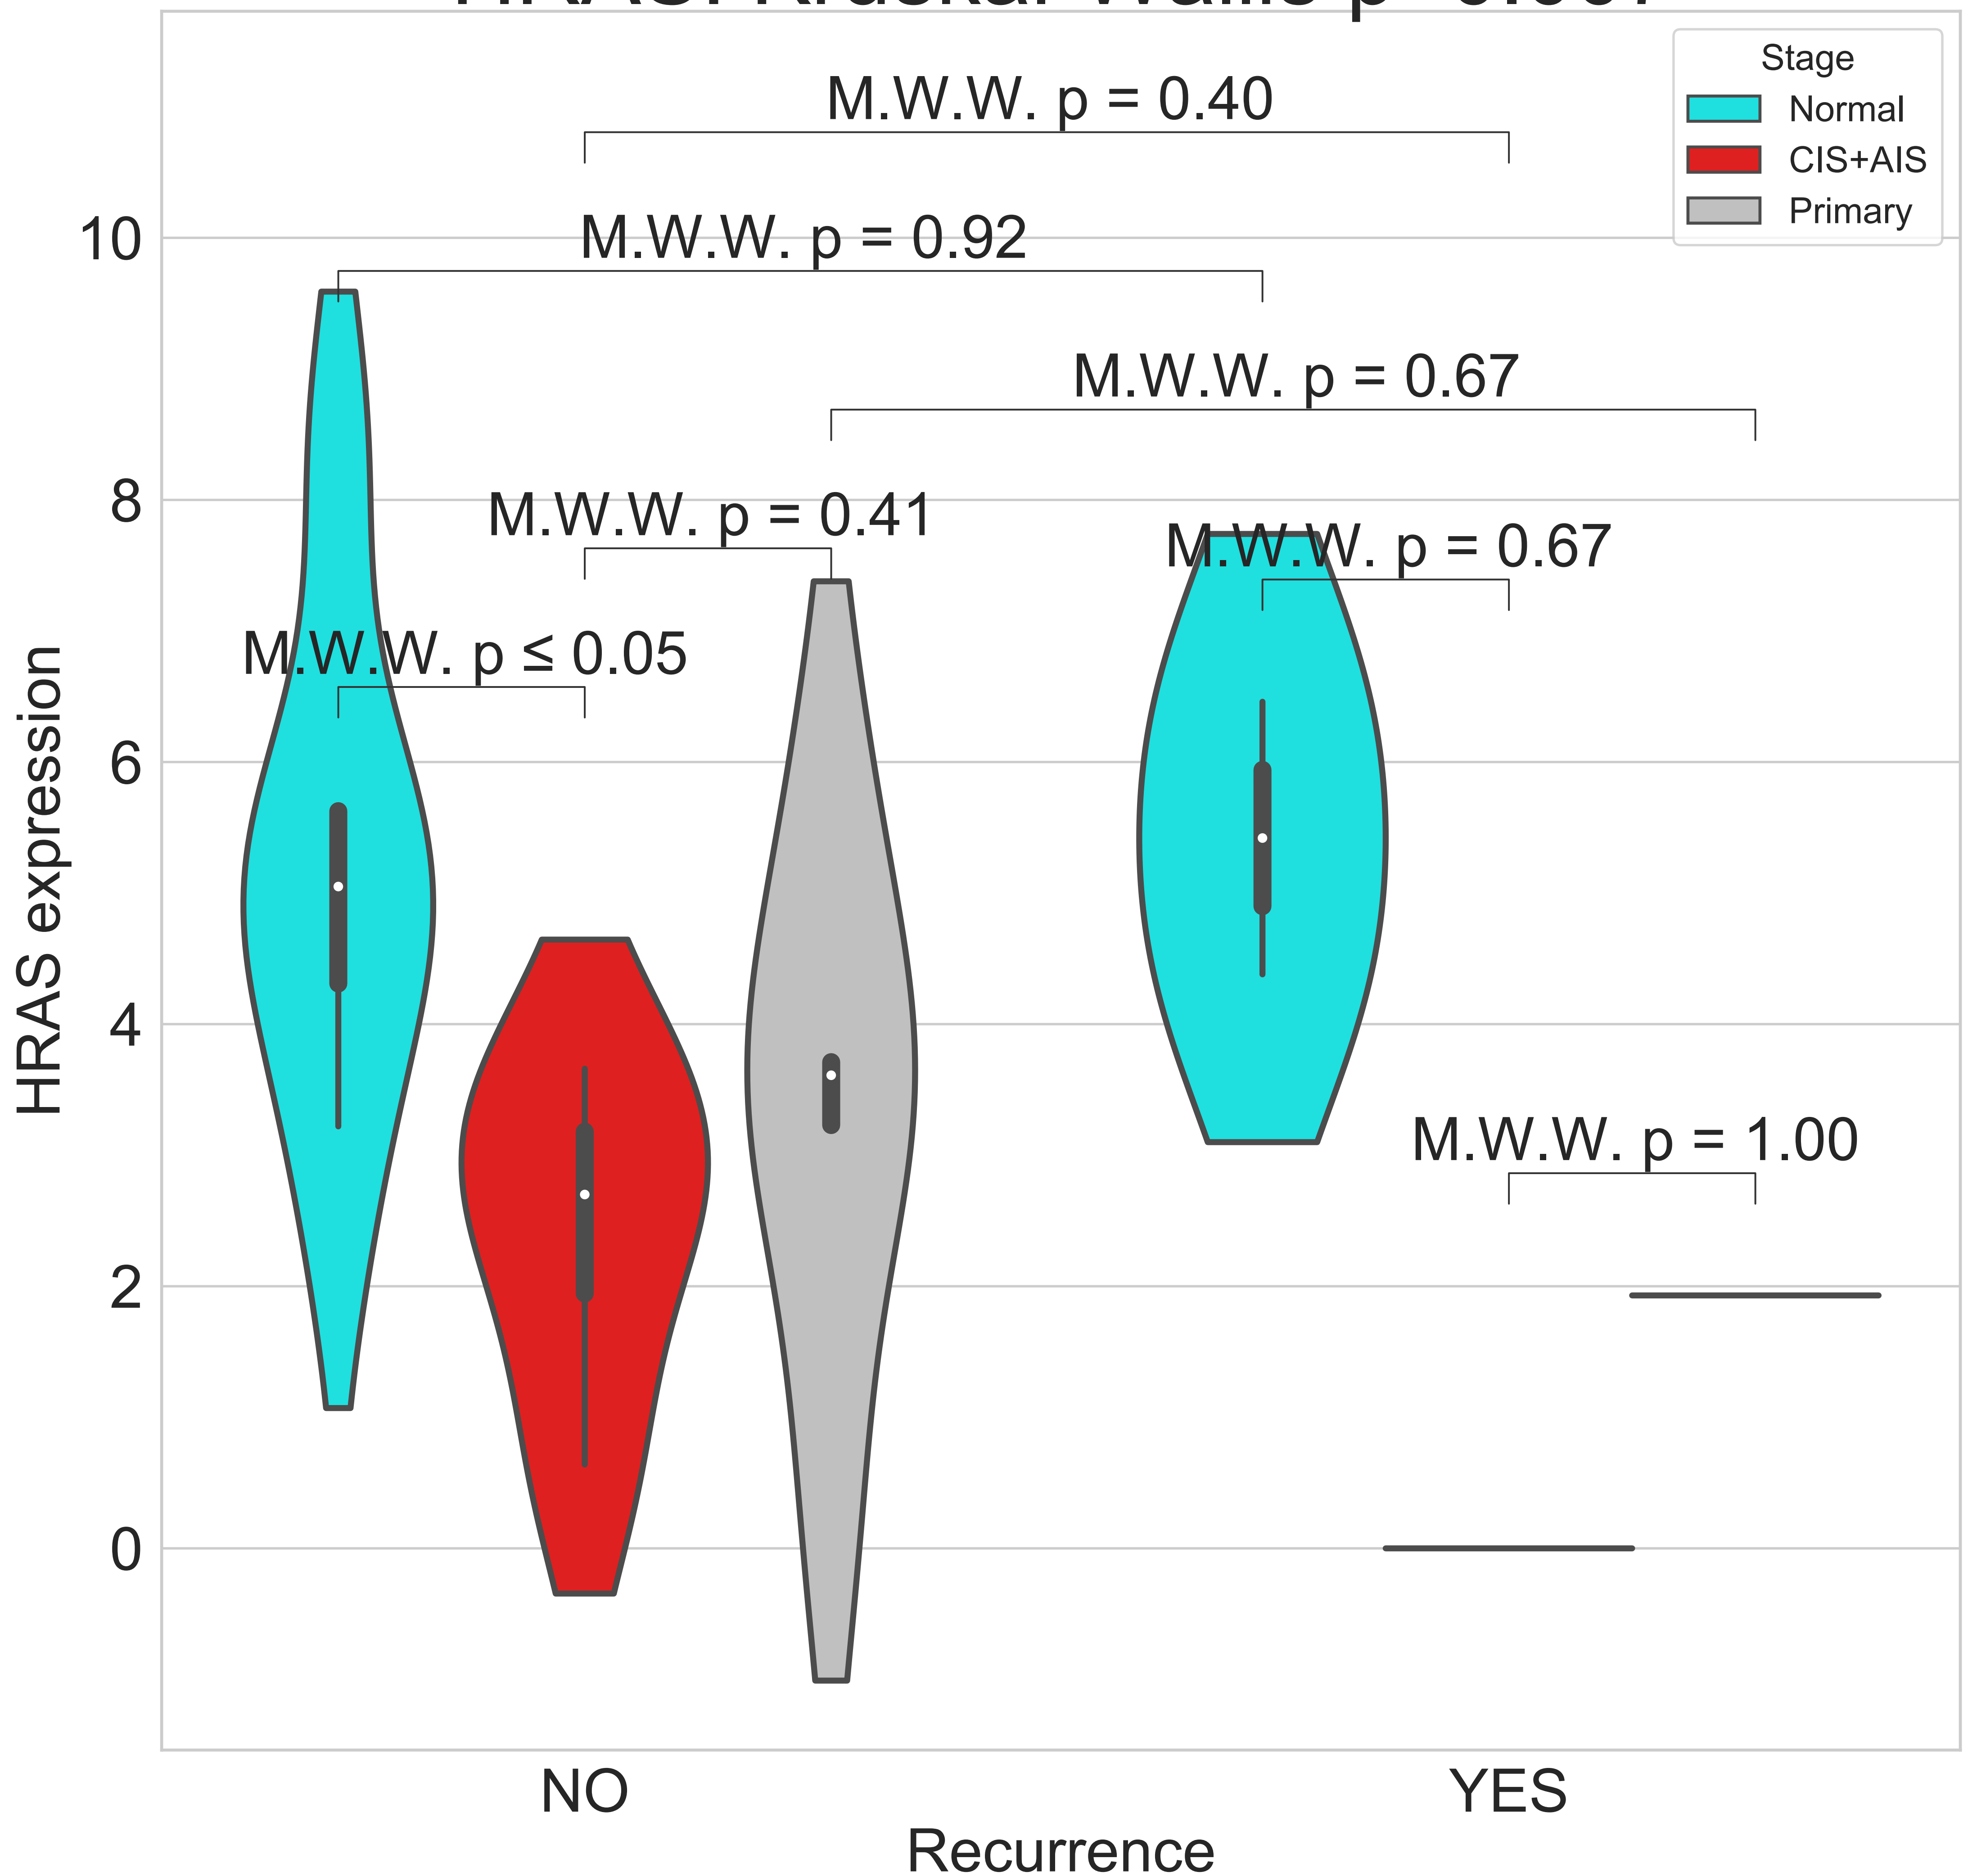 Stage
Normal
CIS+AIS
Primary
M.W.W. p = 0.40
M.W.W. p = 0.92
M.W.W. p = 0.67
M.W.W. p = 0.41
M.W.W. p = 0.67
M.W.W. p ≤ 0.05
M.W.W. p = 1.00
10
8
6
4
2
0
HRAS expression
NO
YES
Recurrence